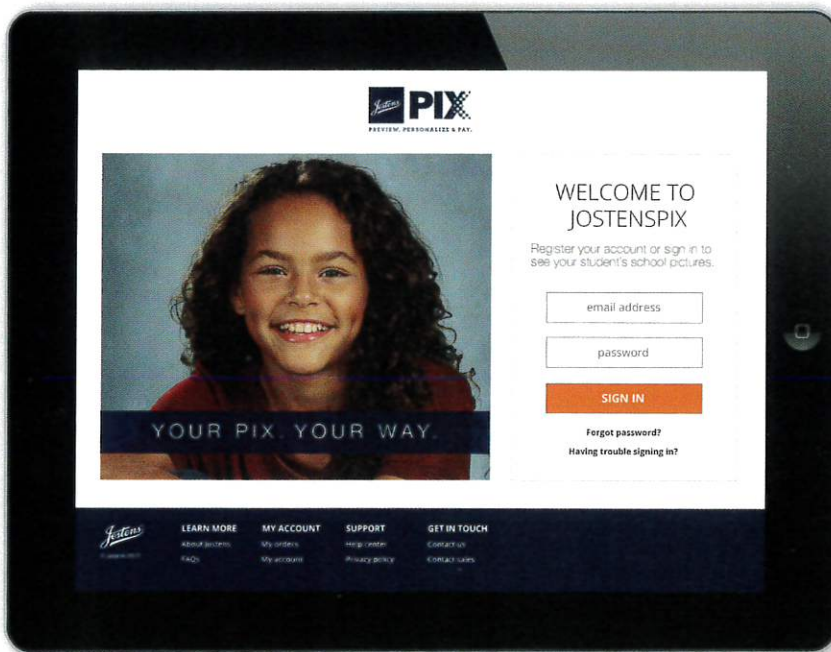 Jostens PIX
PREVIEW. PERSONALIZE & PAY.
WELCOME TO
JOSTENSPIX
Register your account or sign in to
see your student's school pictures.
email address
password
SIGN IN
Forgot password?
Having trouble signing in?
YOUR PIX. YOUR WAY.
Jostens
LEARN MORE
About Jostens
FAQs
MY ACCOUNT
My orders
My account
SUPPORT
Help center
Privacy policy
GET IN TOUCH
Contact us
Contact sales